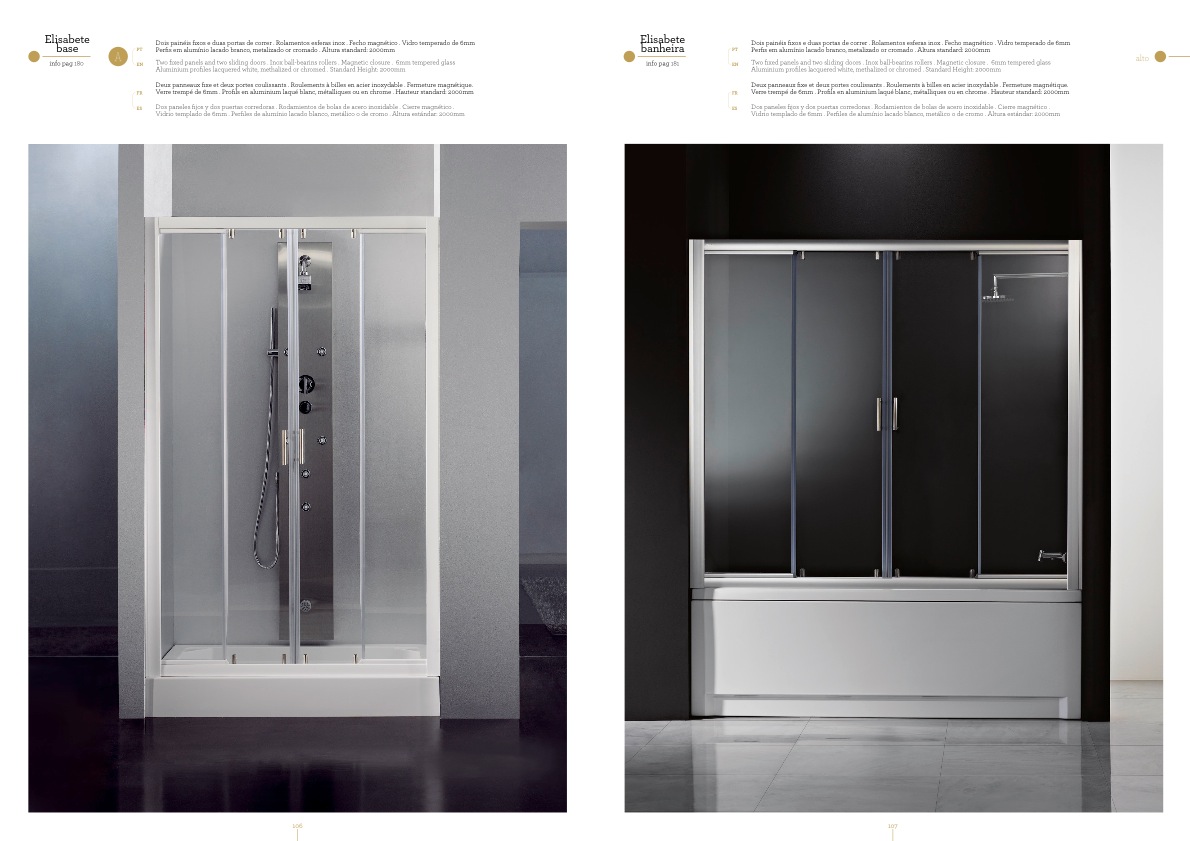 Elisabete
base
info pag 180
A
PT
Dois painéis fixos e duas portas de correr . Rolamentos esferas inox . Fecho magnético . Vidro temperado de 6mm
Perfis em alumínio lacado branco, metalizado or cromado . Altura standard: 2000mm
EN
Two fixed panels and two sliding doors . Inox ball-bearins rollers . Magnetic closure . 6mm tempered glass
Aluminium profiles lacquered white, methalized or chromed . Standard Height: 2000mm
FR
Deux panneaux fixe et deux portes coulissants . Roulements à billes en acier inoxydable . Fermeture magnétique.
Verre trempé de 6mm . Profils en aluminium laqué blanc, métalliques ou en chrome . Hauteur standard: 2000mm
ES
Dos paneles fijos y dos puertas corredoras . Rodamientos de bolas de acero inoxidable . Cierre magnético .
Vidrio templado de 6mm . Perfiles de alumínio lacado blanco, metálico o de cromo . Altura estándar: 2000mm
106
Elisabete
banheira
info pag 181
PT
Dois painéis fixos e duas portas de correr . Rolamentos esferas inox . Fecho magnético . Vidro temperado de 6mm
Perfis em alumínio lacado branco, metalizado or cromado . Altura standard: 2000mm
EN
Two fixed panels and two sliding doors . Inox ball-bearins rollers . Magnetic closure . 6mm tempered glass
Aluminium profiles lacquered white, methalized or chromed . Standard Height: 2000mm
FR
Deux panneaux fixe et deux portes coulissants . Roulements à billes en acier inoxydable . Fermeture magnétique.
Verre trempé de 6mm . Profils en aluminium laqué blanc, métalliques ou en chrome . Hauteur standard: 2000mm
ES
Dos paneles fijos y dos puertas corredoras . Rodamientos de bolas de acero inoxidable . Cierre magnético .
Vidrio templado de 6mm . Perfiles de alumínio lacado blanco, metálico o de cromo . Altura estándar: 2000mm
alto
107